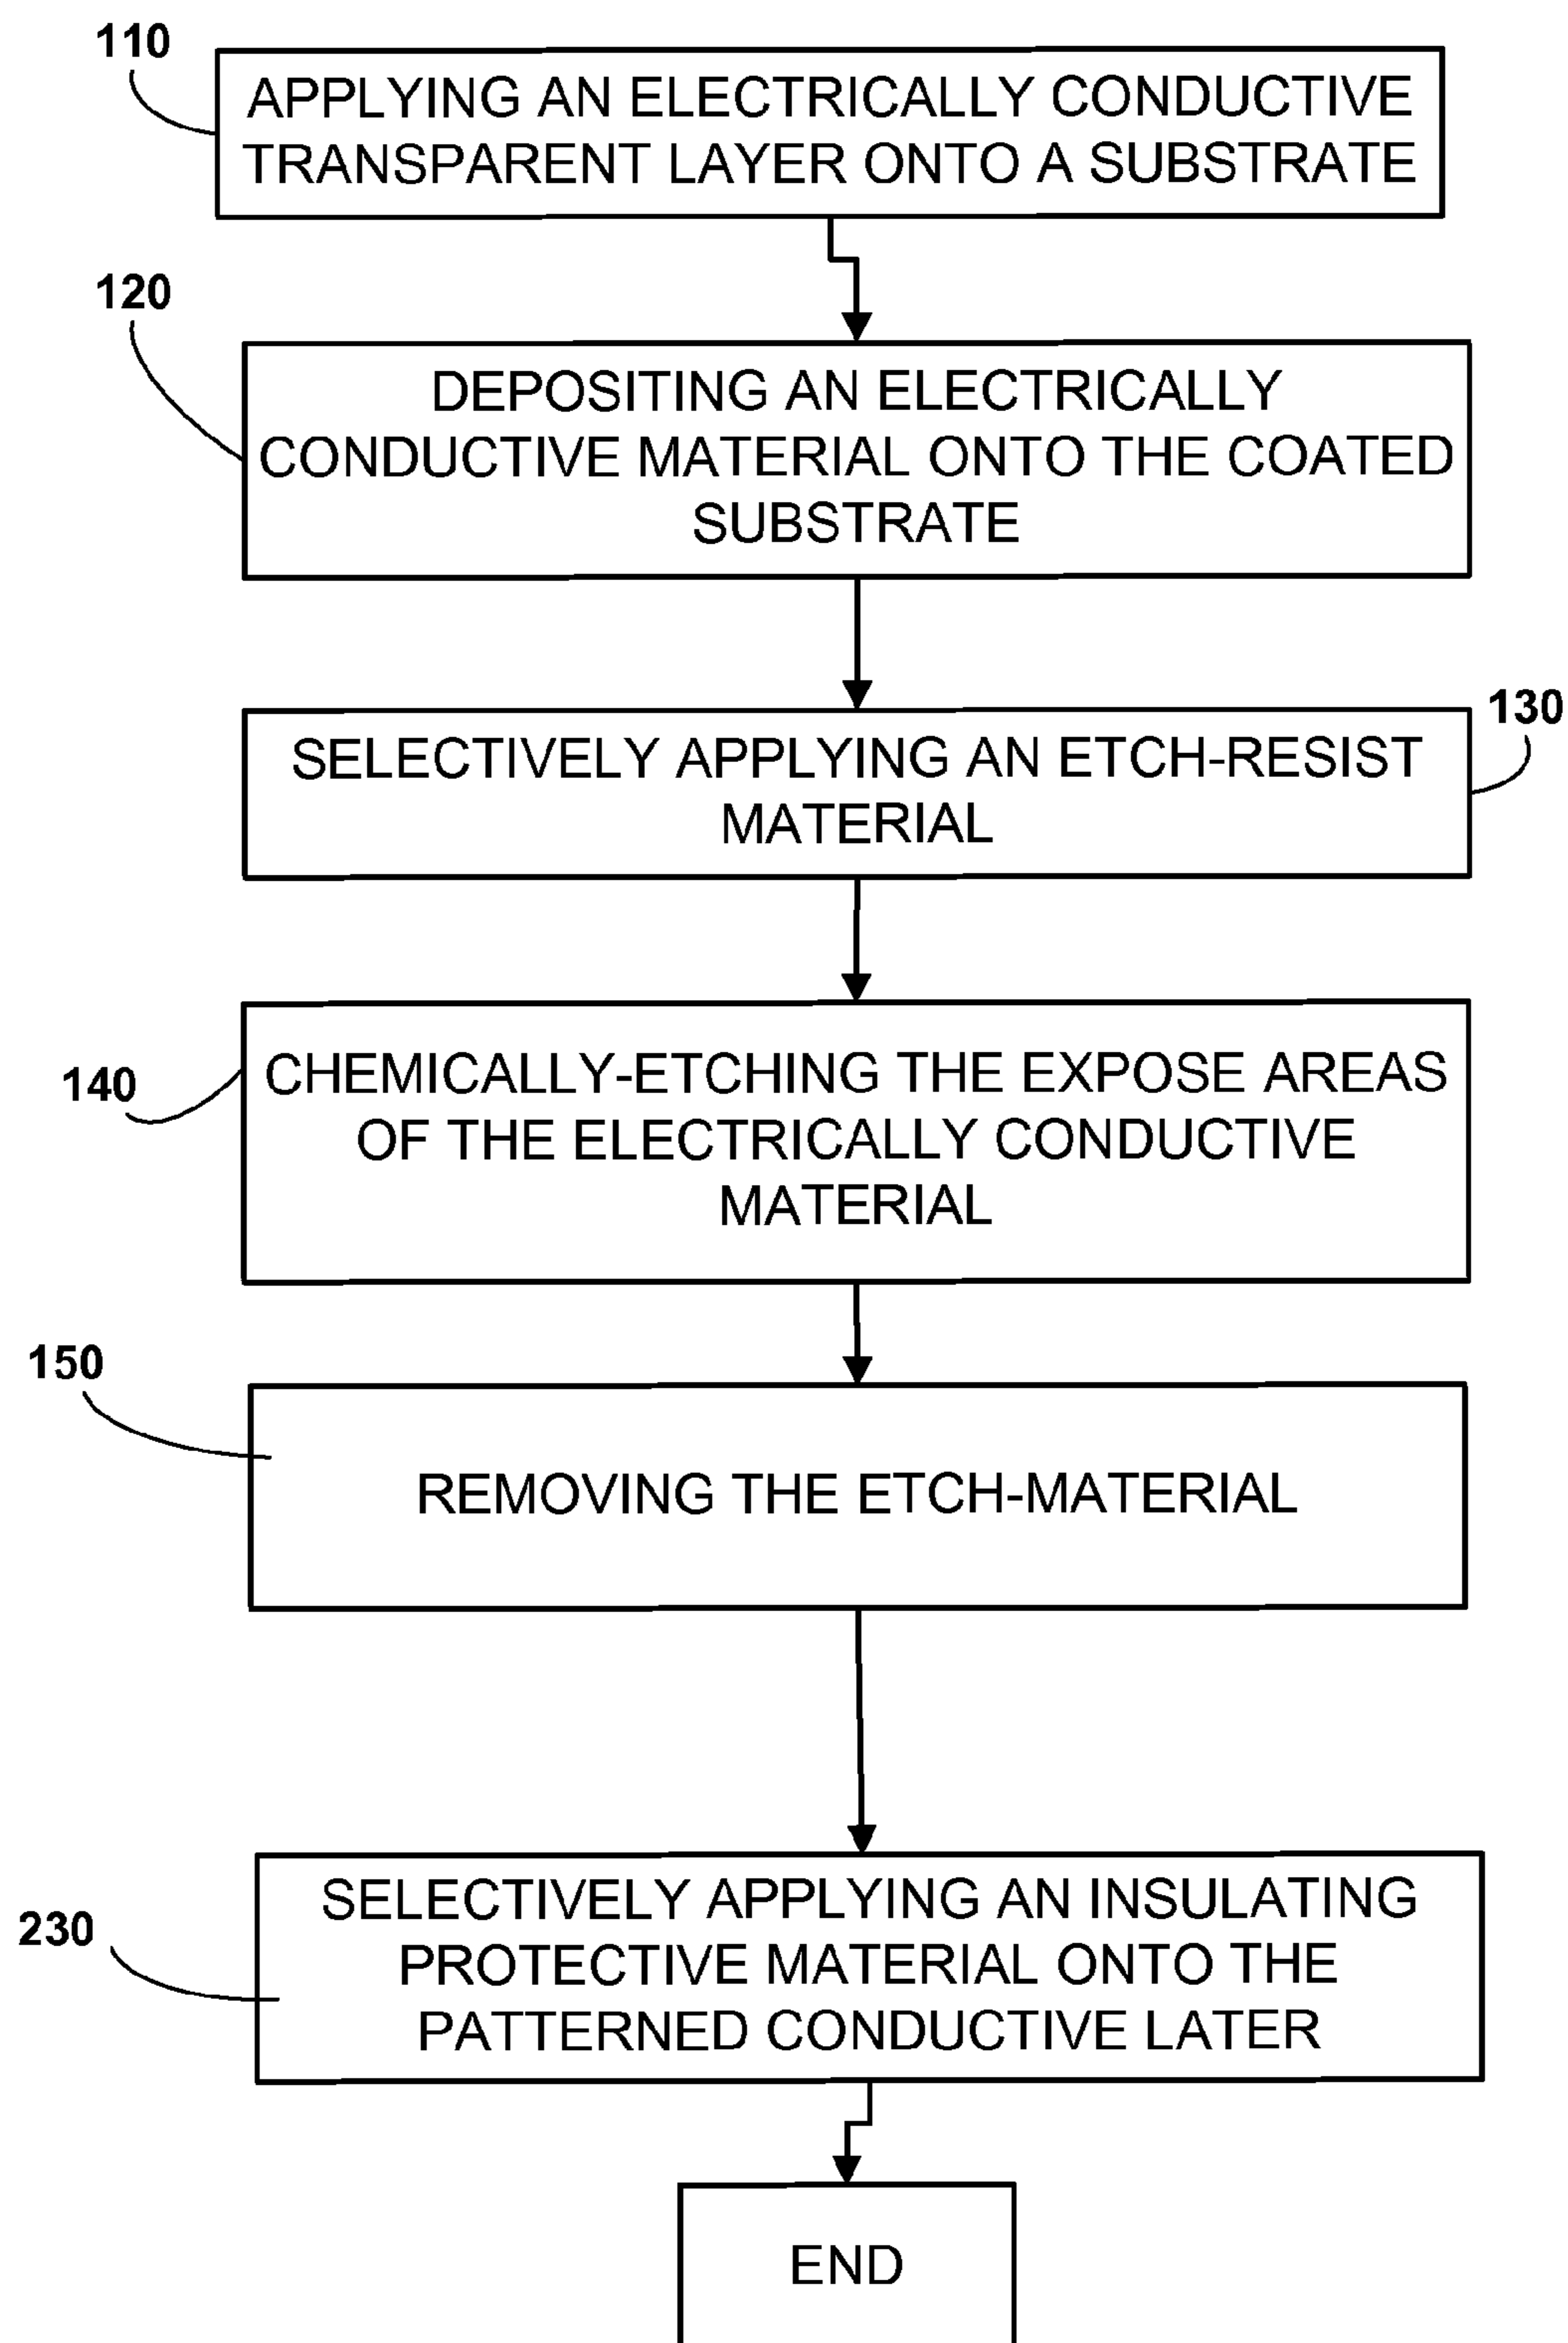 110
APPLYING AN ELECTRICALLY CONDUCTIVE
TRANSPARENT LAYER ONTO A SUBSTRATE
120
DEPOSITING AN ELECTRICALLY
CONDUCTIVE MATERIAL ONTO THE COATED
SUBSTRATE
130
SELECTIVELY APPLYING AN ETCH-RESIST
MATERIAL
140
CHEMICALLY-ETCHING THE EXPOSE AREAS
OF THE ELECTRICALLY CONDUCTIVE
MATERIAL
150
REMOVING THE ETCH-MATERIAL
230
SELECTIVELY APPLYING AN INSULATING
PROTECTIVE MATERIAL ONTO THE
PATTERNED CONDUCTIVE LATER
END